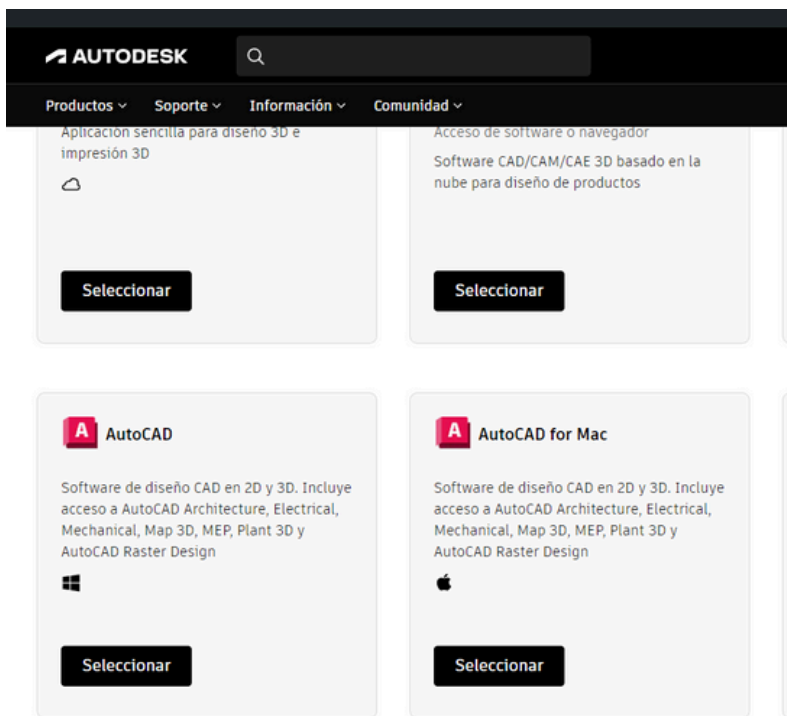 AUTODESK
Productos Soporte Información Comunidad
Aplicación sencilla para diseño 3D e
impresión 3D
Seleccionar
Acceso de software o navegador
Software CAD/CAM/CAE 3D basado en la
nube para diseño de productos
Seleccionar
A AutoCAD
Software de diseño CAD en 2D y 3D. Incluye
acceso a AutoCAD Architecture, Electrical,
Mechanical, Map 3D, MEP, Plant 3D y
AutoCAD Raster Design
Seleccionar
A AutoCAD for Mac
Software de diseño CAD en 2D y 3D. Incluye
acceso a AutoCAD Architecture, Electrical,
Mechanical, Map 3D, MEP, Plant 3D y
AutoCAD Raster Design
Seleccionar